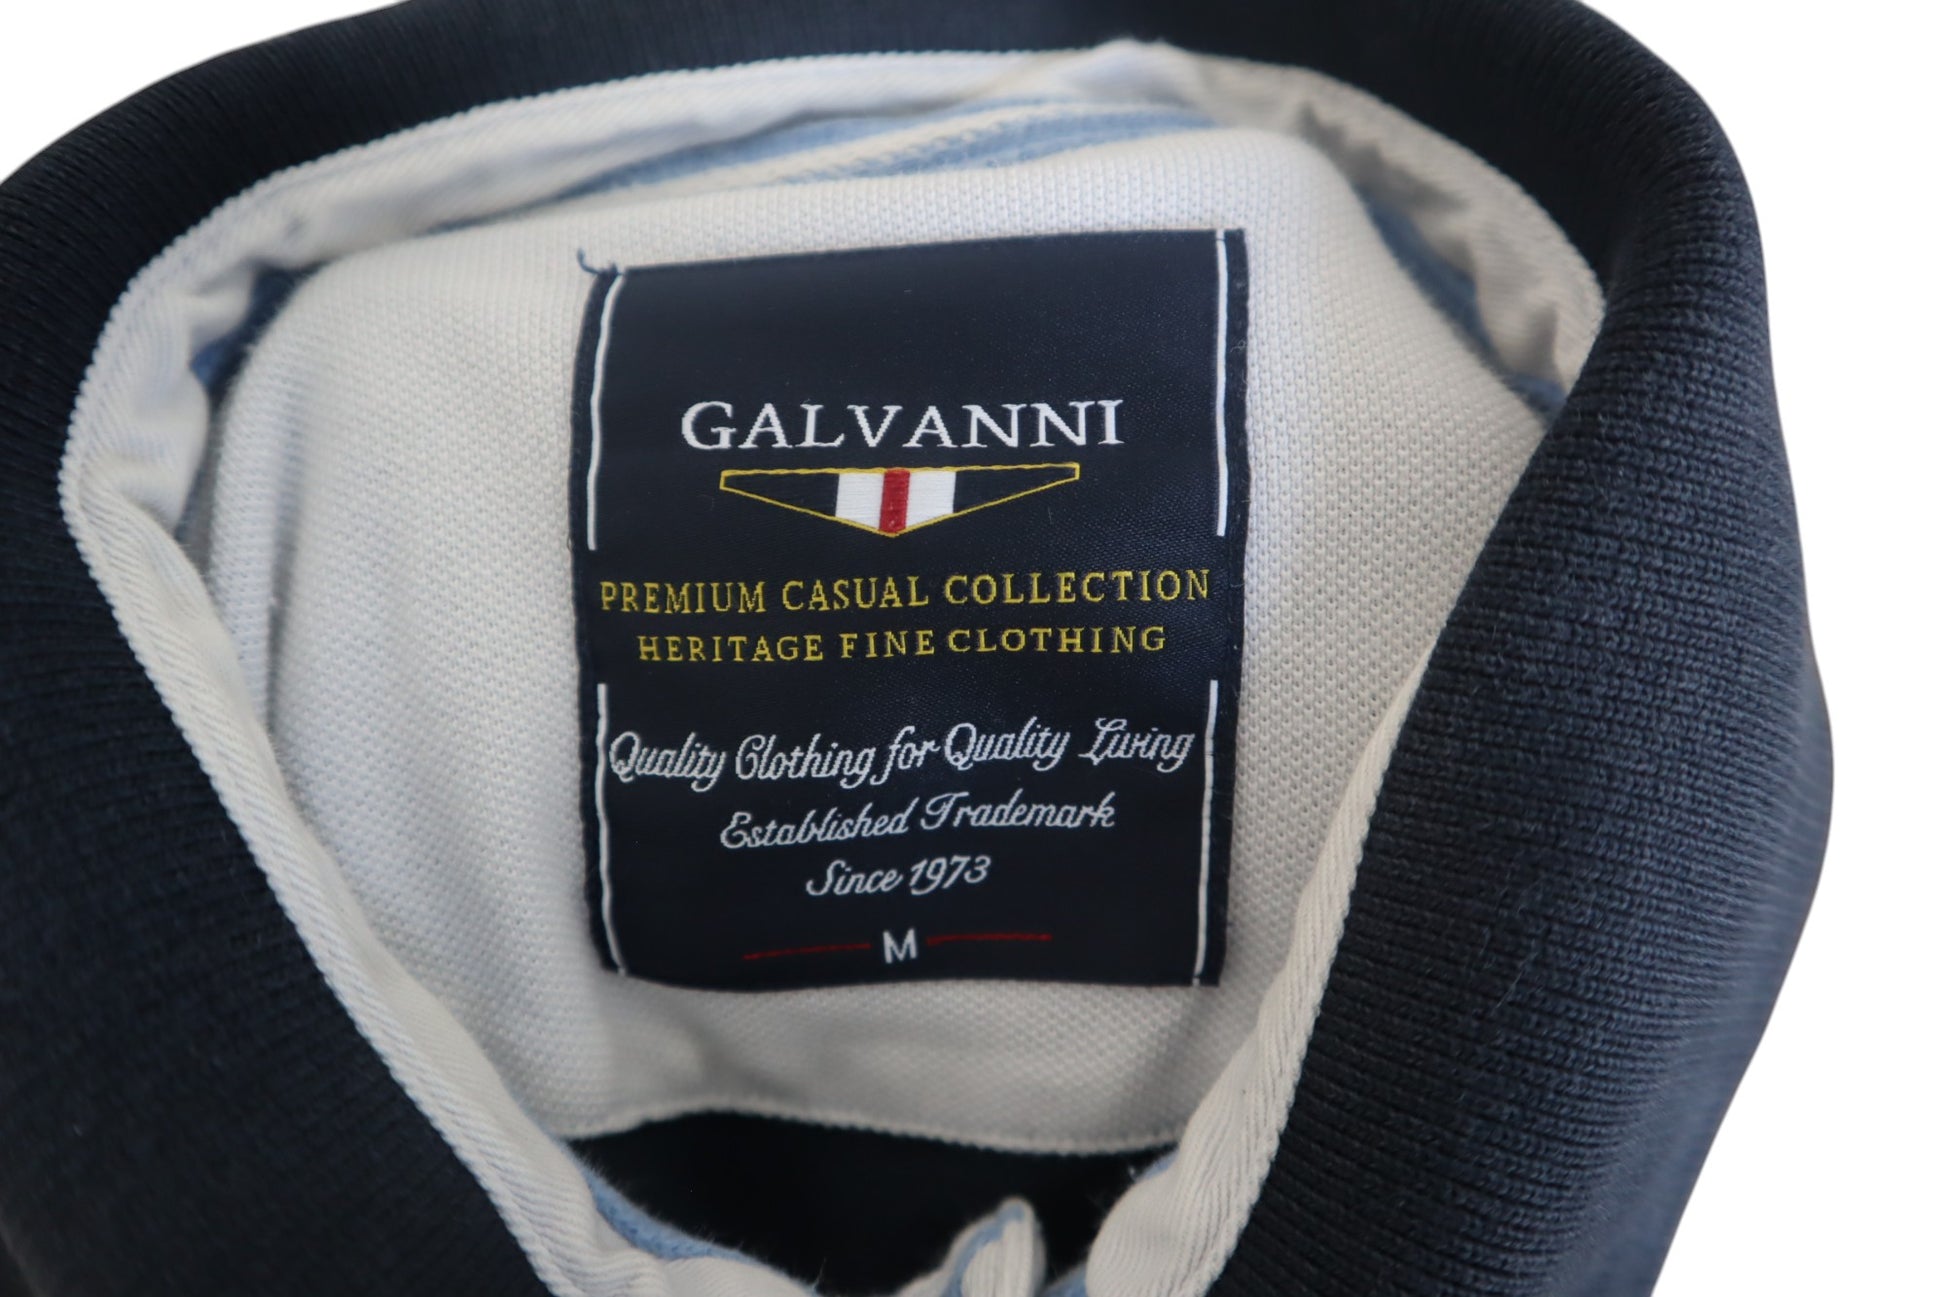 GALVANNI
PREMIUM CASUAL COLLECTION
HERITAGE FINE CLOTHING
Quality Clothing for Quality Living
Established Trademark
Since 1973
M